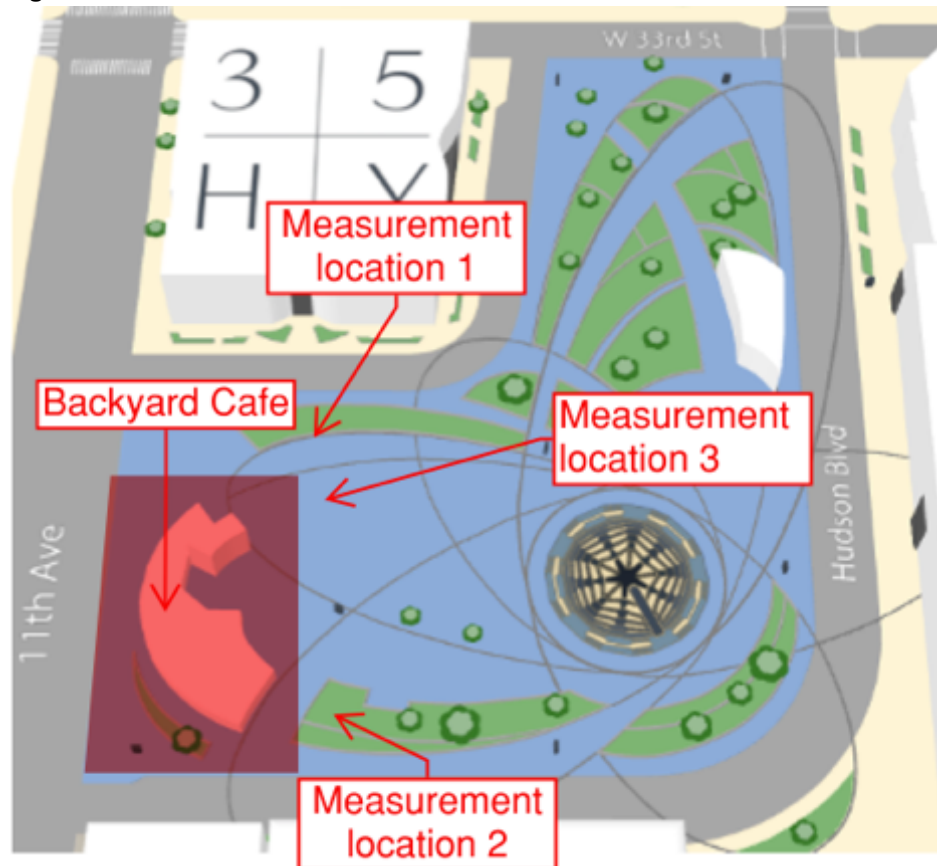 W 33rd St
3 5
H Y
Measurement
location 1
Backyard Cafe
Measurement
location 3
11th Ave
Hudson Blvd
Measurement
location 2